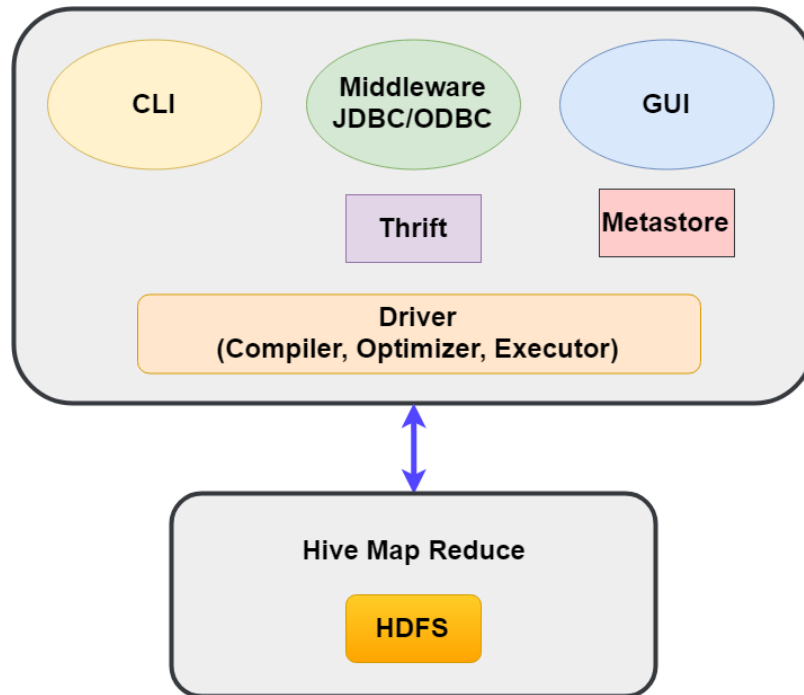 CLI
Middleware
JDBC/ODBC
GUI
Thrift
Metastore
Driver
(Compiler, Optimizer, Executor)
Hive Map Reduce
HDFS